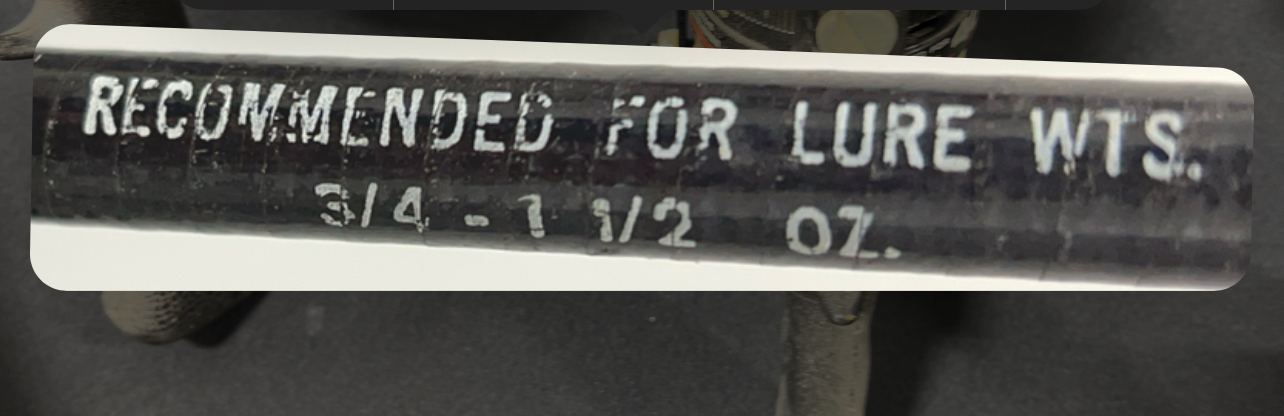 RECOMMENDED FOR LURE WTS.
3/4 - 1 1/2 OZ.